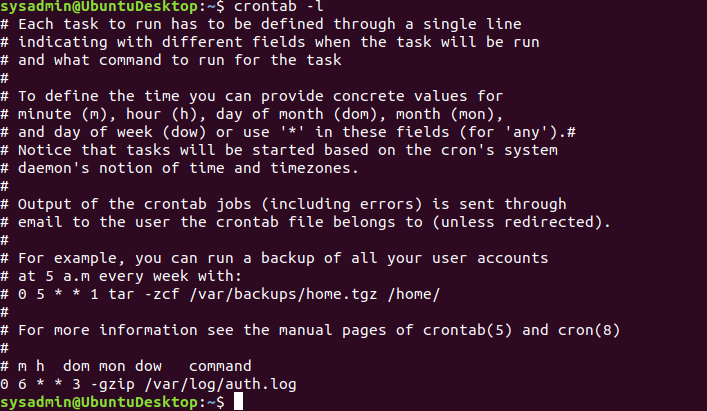 sysadmin@UbuntuDesktop:~$ crontab -l
# Each task to run has to be defined through a single line
# indicating with different fields when the task will be run
# and what command to run for the task
#
# To define the time you can provide concrete values for
# minute (m), hour (h), day of month (dom), month (mon),
# and day of week (dow) or use '*' in these fields (for 'any').#
# Notice that tasks will be started based on the cron's system
# daemon's notion of time and timezones.
#
# Output of the crontab jobs (including errors) is sent through
# email to the user the crontab file belongs to (unless redirected).
#
# For example, you can run a backup of all your user accounts
# at 5 a.m every week with:
# 0 5 * * 1 tar -zcf /var/backups/home.tgz /home/
#
# For more information see the manual pages of crontab(5) and cron(8)
#
# m h  dom mon dow   command
0 6 * * 3 -gzip /var/log/auth.log
sysadmin@UbuntuDesktop:~$